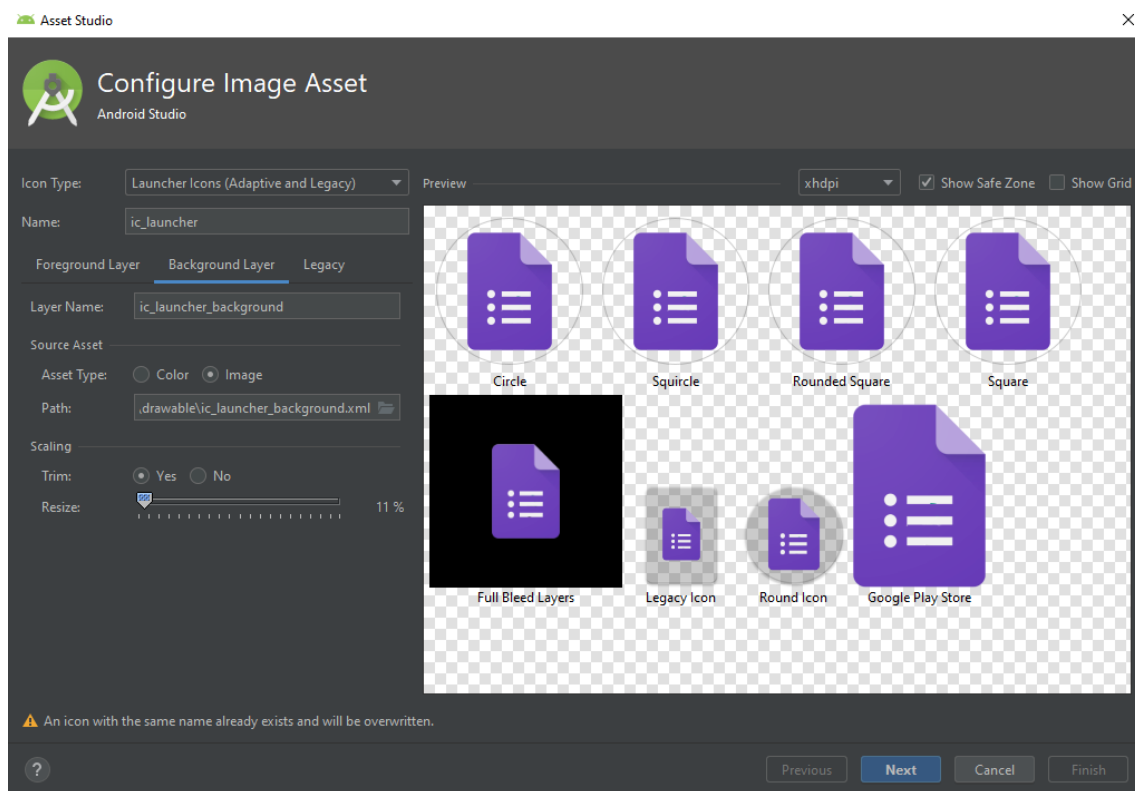 Asset Studio
Configure Image Asset
Android Studio
Icon Type: Launcher Icons (Adaptive and Legacy)
Name: ic_launcher
Foreground Layer Background Layer Legacy
Layer Name: ic_launcher_background
Source Asset
Asset Type: Color Image
Path: .drawable\ic_launcher_background.xml
Scaling
Trim: Yes No
Resize: 11 %
Preview xhdpi Show Safe Zone Show Grid
Circle Squircle Rounded Square Square
Full Bleed Layers Legacy Icon Round Icon Google Play Store
An icon with the same name already exists and will be overwritten.
? Previous Next Cancel Finish